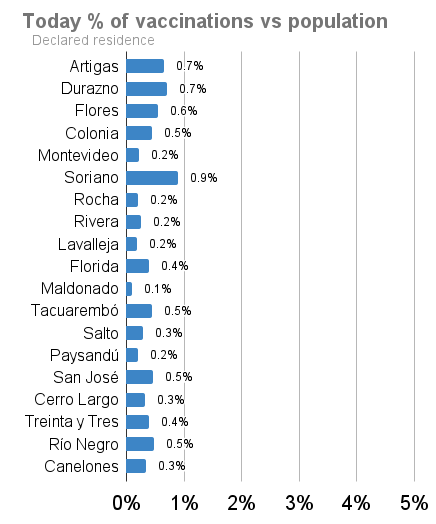 Today % of vaccinations vs population
Declared residence
Artigas 0.7%
Durazno 0.7%
Flores 0.6%
Colonia 0.5%
Montevideo 0.2%
Soriano 0.9%
Rocha 0.2%
Rivera 0.2%
Lavalleja 0.2%
Florida 0.4%
Maldonado 0.1%
Tacuarembó 0.5%
Salto 0.3%
Paysandú 0.2%
San José 0.5%
Cerro Largo 0.3%
Treinta y Tres 0.4%
Río Negro 0.5%
Canelones 0.3%
0% 1% 2% 3% 4% 5%